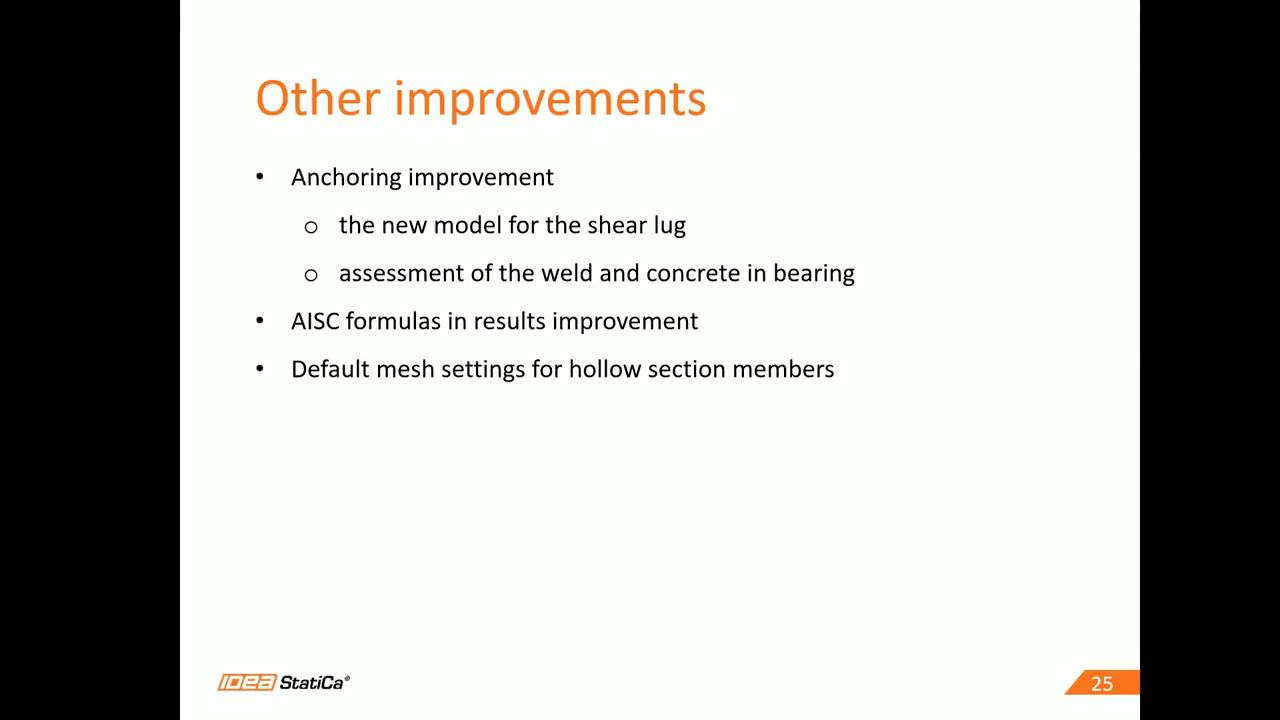 Other improvements
• Anchoring improvement
o the new model for the shear lug
o assessment of the weld and concrete in bearing
• AISC formulas in results improvement
• Default mesh settings for hollow section members
IDEA StatiCa®
25